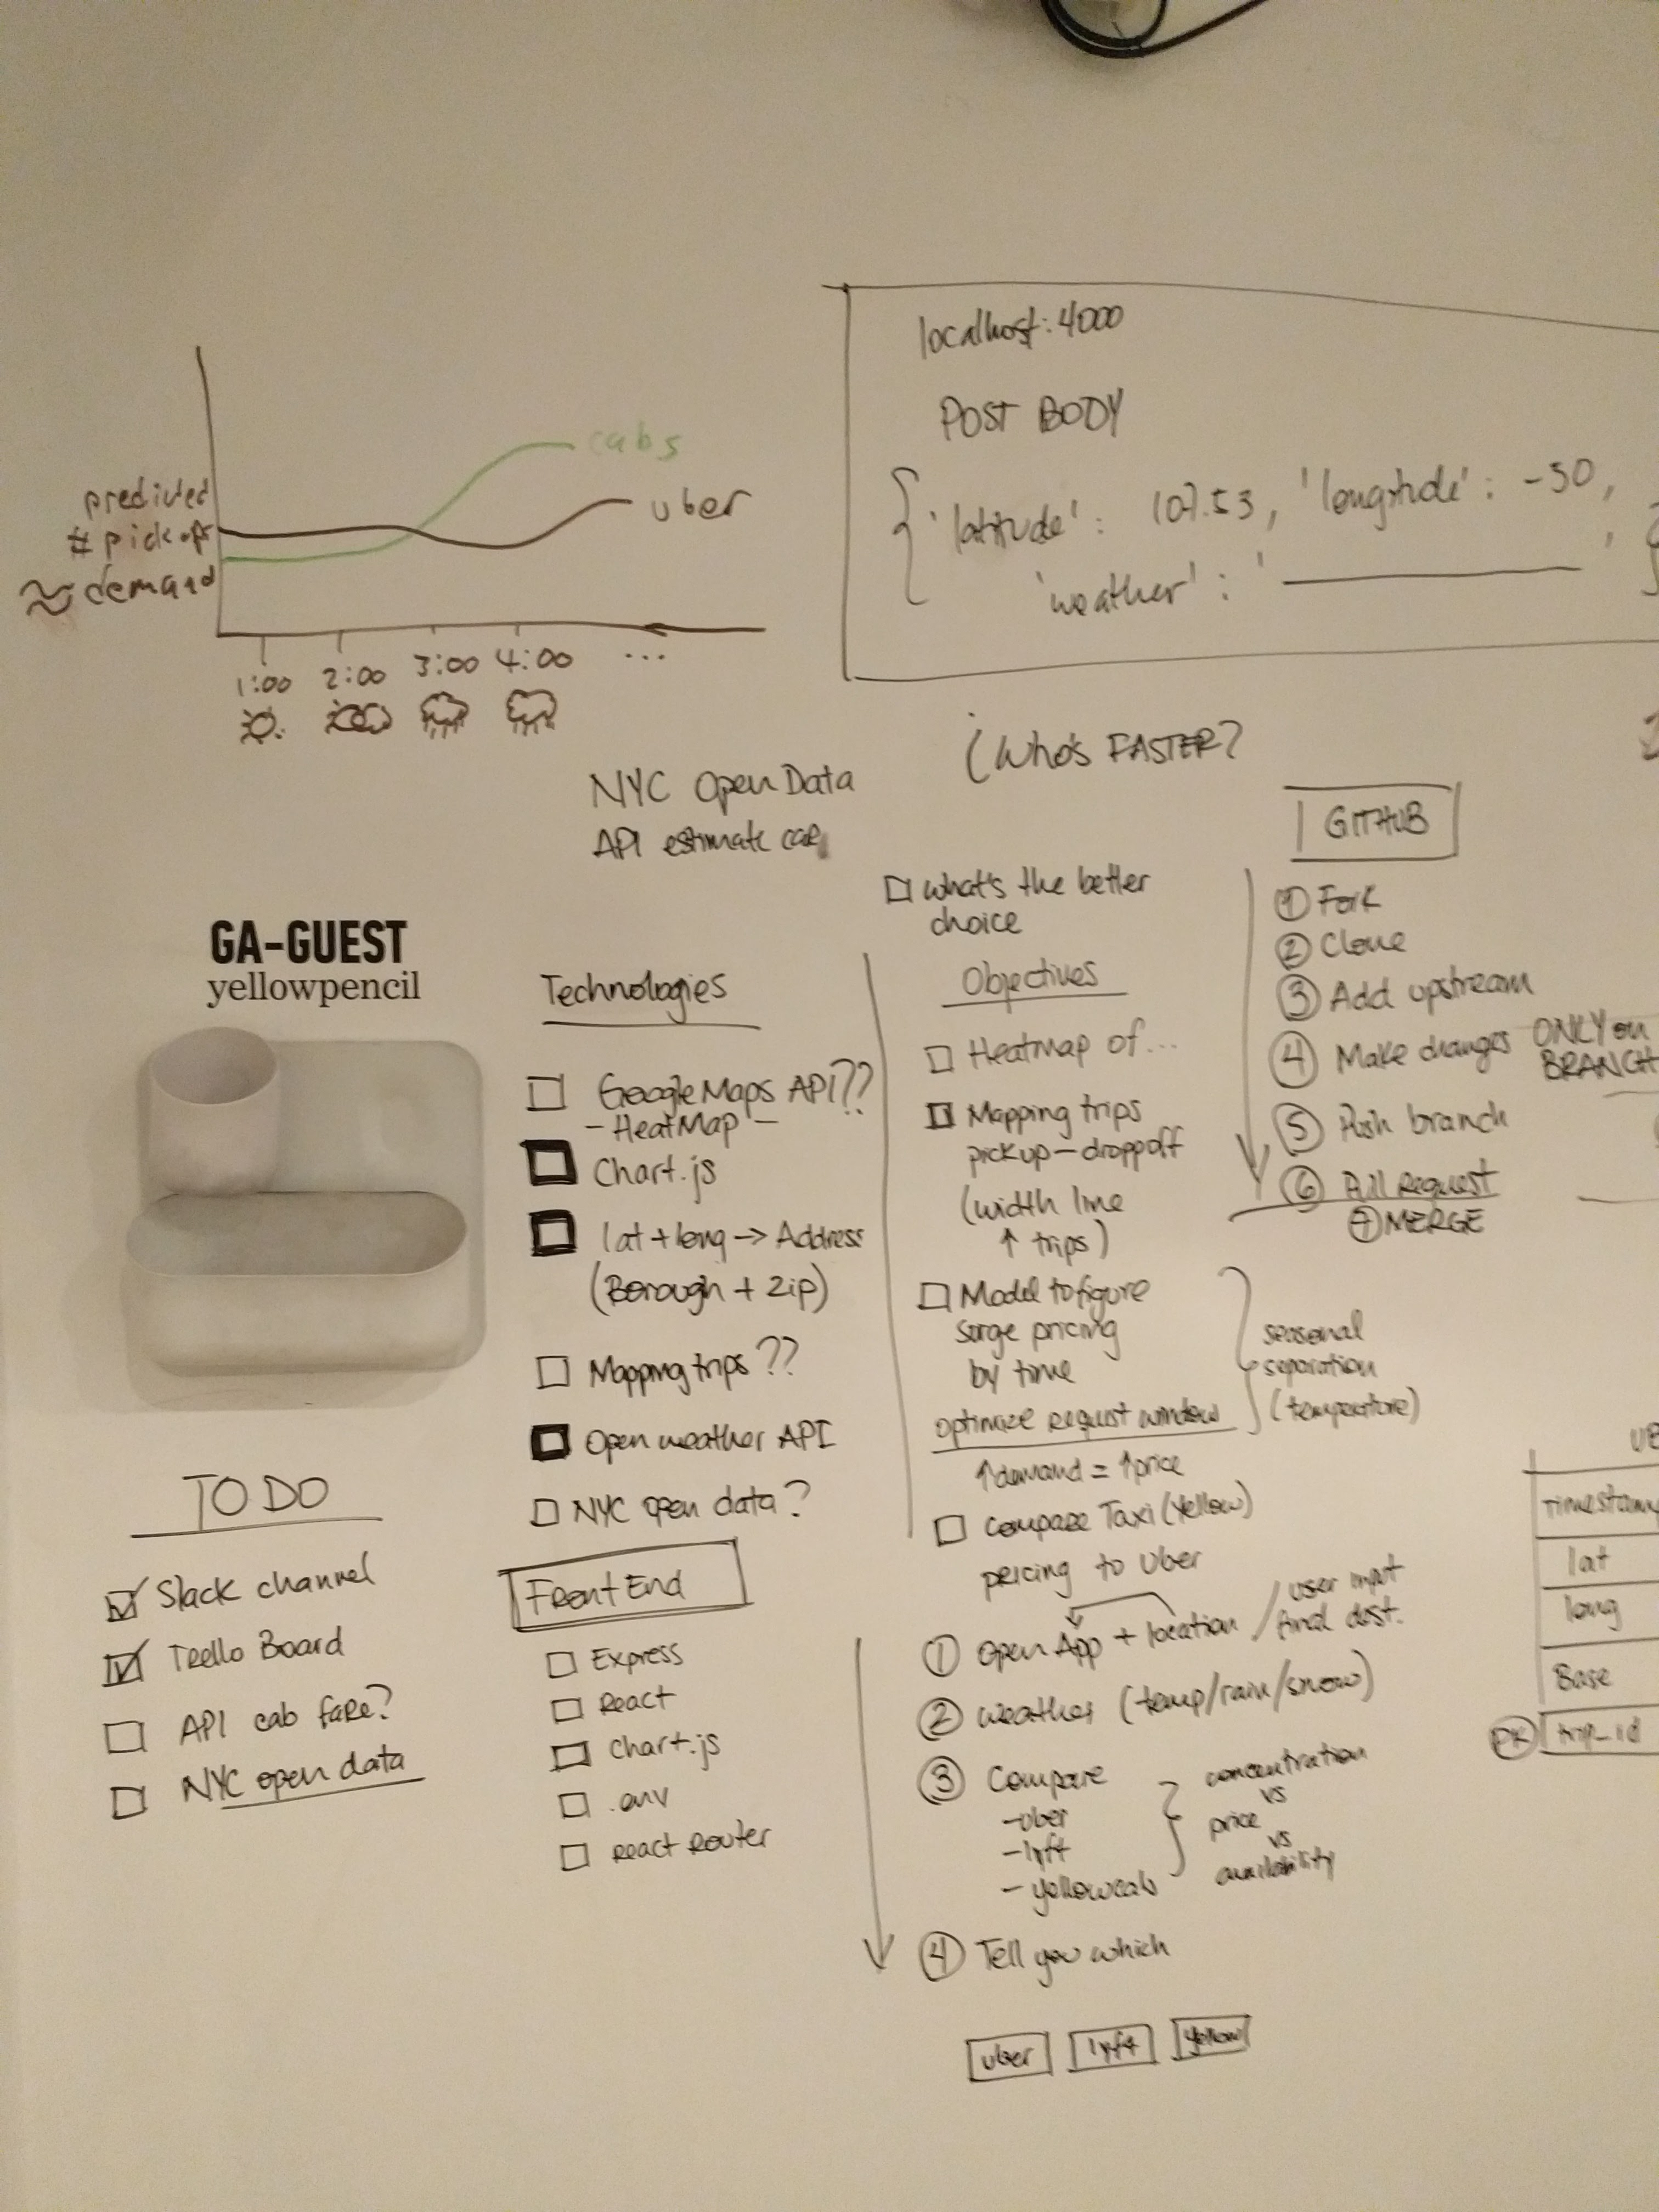 localhost:4000
POST BODY
{ 'latitude' : 107.53, 'longitude' : -50,
'weather' : ' ———————— ' , }
cabs
uber
predicted
# pickups
≈ demand
1:00 2:00 3:00 4:00 ...
(Who's FASTER?
NYC Open Data
API estimate car
GITHUB
① Fork
② Clone
③ Add upstream
④ Make changes ONLY on
BRANCH
⑤ Push branch
⑥ Pull Request
⑦ MERGE
GA-GUEST
yellowpencil
Technologies
□ Google Maps API??
- HeatMap -
□ Chart.js
□ lat + long → Address
(Borough + Zip)
□ Mapping trips??
□ Open weather API
□ NYC open data?
Front End
□ Express
□ React
□ Chart.js
□ .env
□ React Router
□ what's the better
choice
Objectives
□ Heatmap of...
□ Mapping trips
pickup - dropoff
(width line
↑ trips)
□ Model to figure
surge pricing
by time
optimize request window
seasonal
separation
(temperature)
↑ demand = ↑ price
□ Compare Taxi (Yellow)
pricing to Uber
① Open App + location / user input
final dest.
② Weather (temp/rain/snow)
③ Compare
- Uber
- lyft
- yellowcab
concentration
vs
price
vs
availability
④ Tell you which
uber lyft yellow
TO DO
☑ Slack channel
☑ Trello Board
□ API cab fare?
□ NYC open data
UB
Timestamp
lat
long
Base
PK trip_id